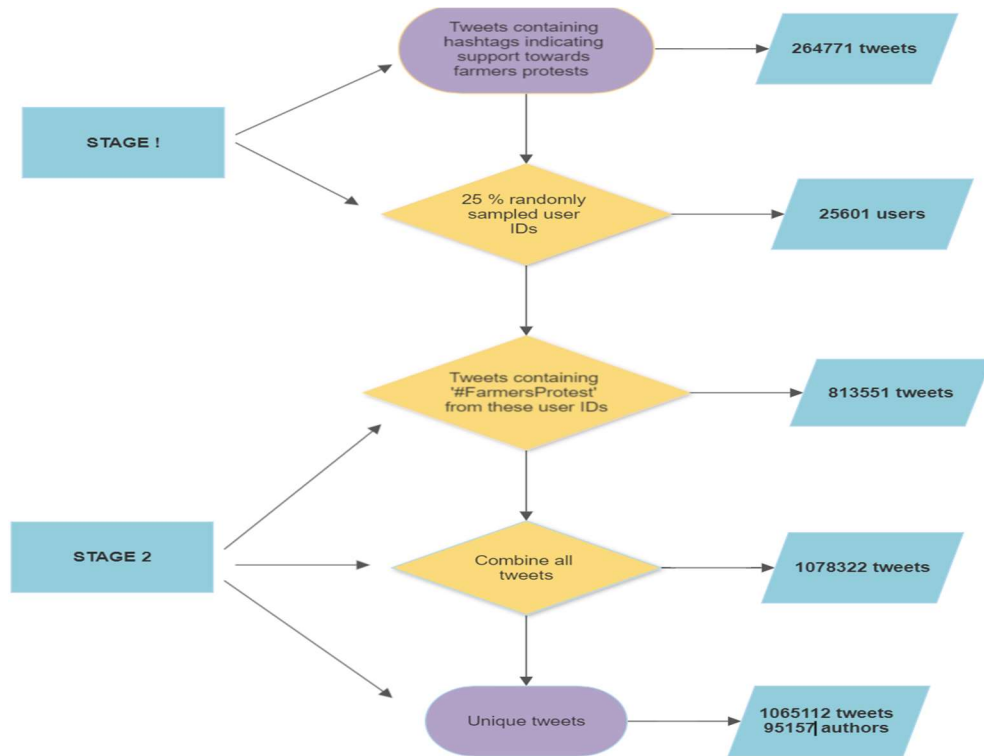 Tweets containing
hashtags indicating
support towards
farmers protests
264771 tweets
STAGE !
25 % randomly
sampled user
IDs
25601 users
Tweets containing
'#FarmersProtest'
from these user IDs
813551 tweets
STAGE 2
Combine all
tweets
1078322 tweets
Unique tweets
1065112 tweets
95157 authors